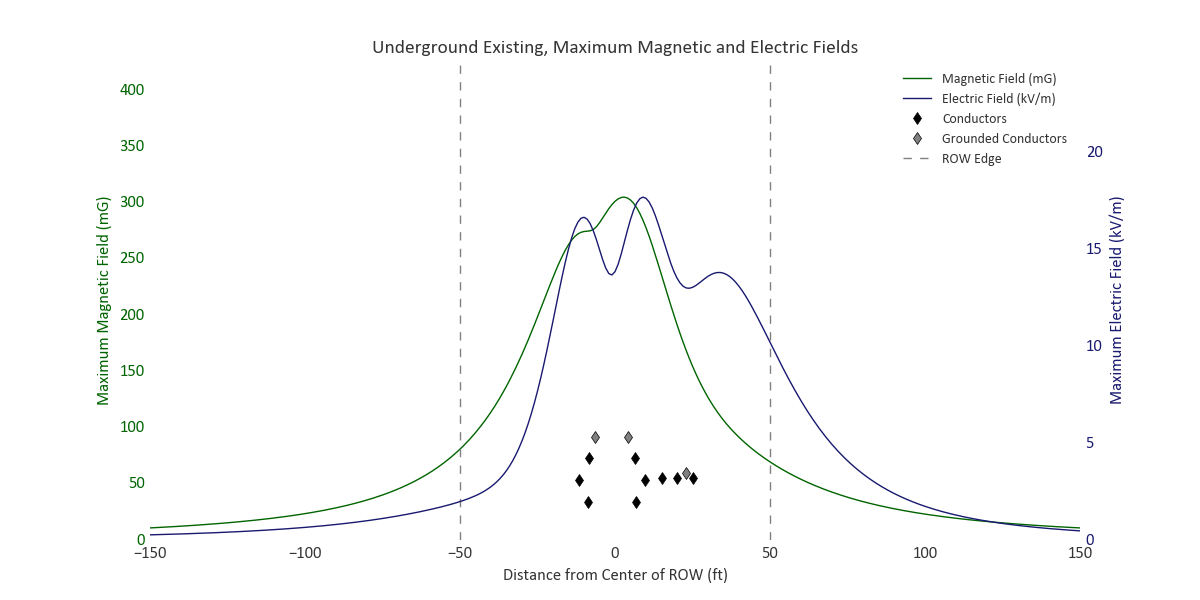 Underground Existing, Maximum Magnetic and Electric Fields
Magnetic Field (mG)
Electric Field (kV/m)
Conductors
Grounded Conductors
ROW Edge
Maximum Magnetic Field (mG)
400
350
300
250
200
150
100
50
0
Maximum Electric Field (kV/m)
20
15
10
5
0
−150
−100
−50
0
50
100
150
Distance from Center of ROW (ft)